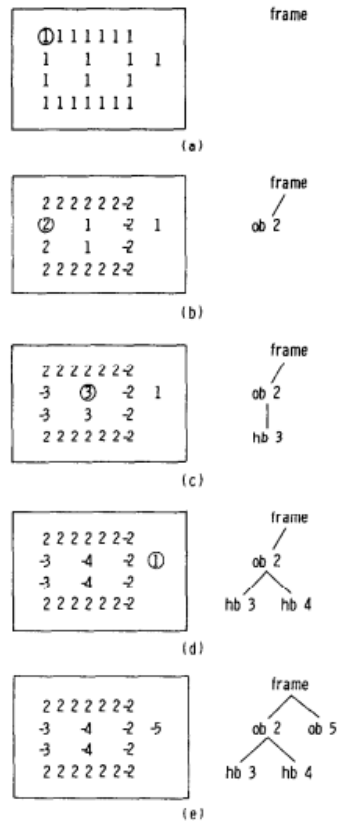 frame
① 1 1 1 1 1 1
1 1 1 1
1 1 1
1 1 1 1 1 1 1
(a)
frame
ob 2
2 2 2 2 2 2 -2
② 1 -2 1
2 1 -2
2 2 2 2 2 2 -2
(b)
frame
ob 2
hb 3
2 2 2 2 2 2 -2
-3 ③ -2 1
-3 3 -2
2 2 2 2 2 2 -2
(c)
frame
ob 2
hb 3 hb 4
2 2 2 2 2 2 -2
-3 -4 -2 ①
-3 -4 -2
2 2 2 2 2 2 -2
(d)
frame
ob 2 ob 5
hb 3 hb 4
2 2 2 2 2 2 -2
-3 -4 -2 -5
-3 -4 -2
2 2 2 2 2 2 -2
(e)